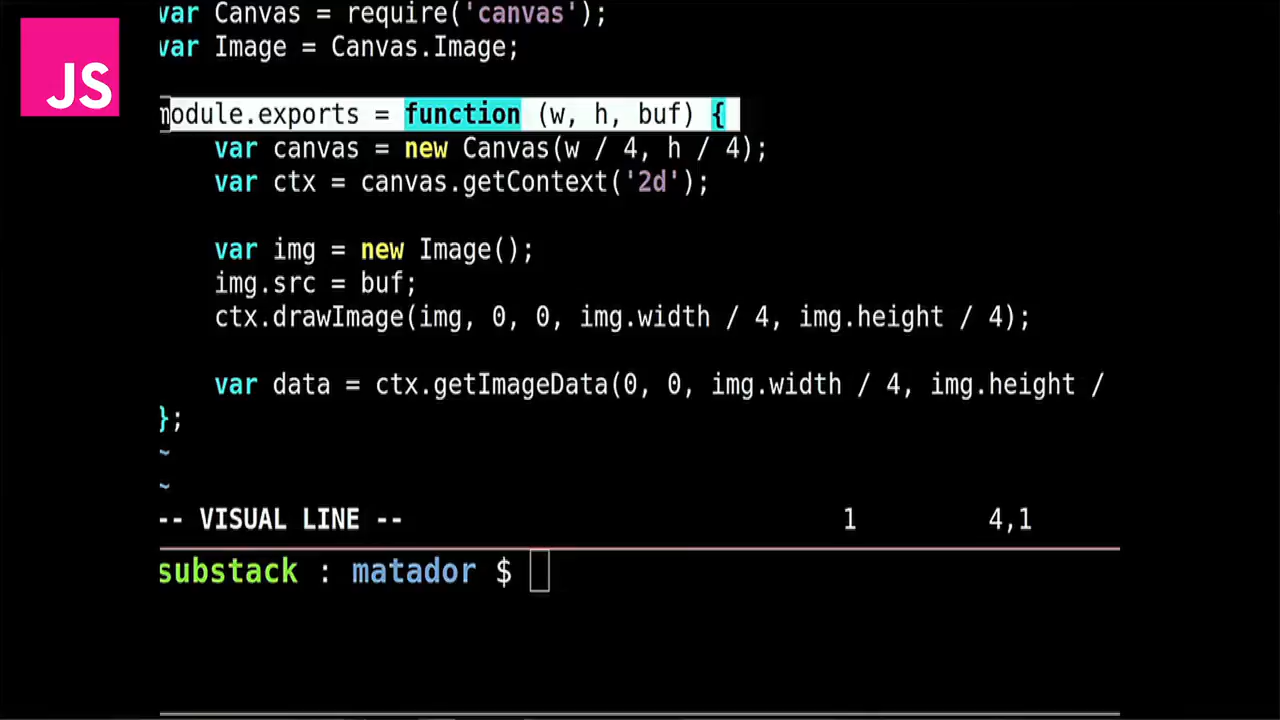 JS
var Canvas = require('canvas');
var Image = Canvas.Image;
module.exports = function (w, h, buf) {
var canvas = new Canvas(w / 4, h / 4);
var ctx = canvas.getContext('2d');
var img = new Image();
img.src = buf;
ctx.drawImage(img, 0, 0, img.width / 4, img.height / 4);
var data = ctx.getImageData(0, 0, img.width / 4, img.height /
};
~
~
-- VISUAL LINE -- 1 4,1
substack : matador $